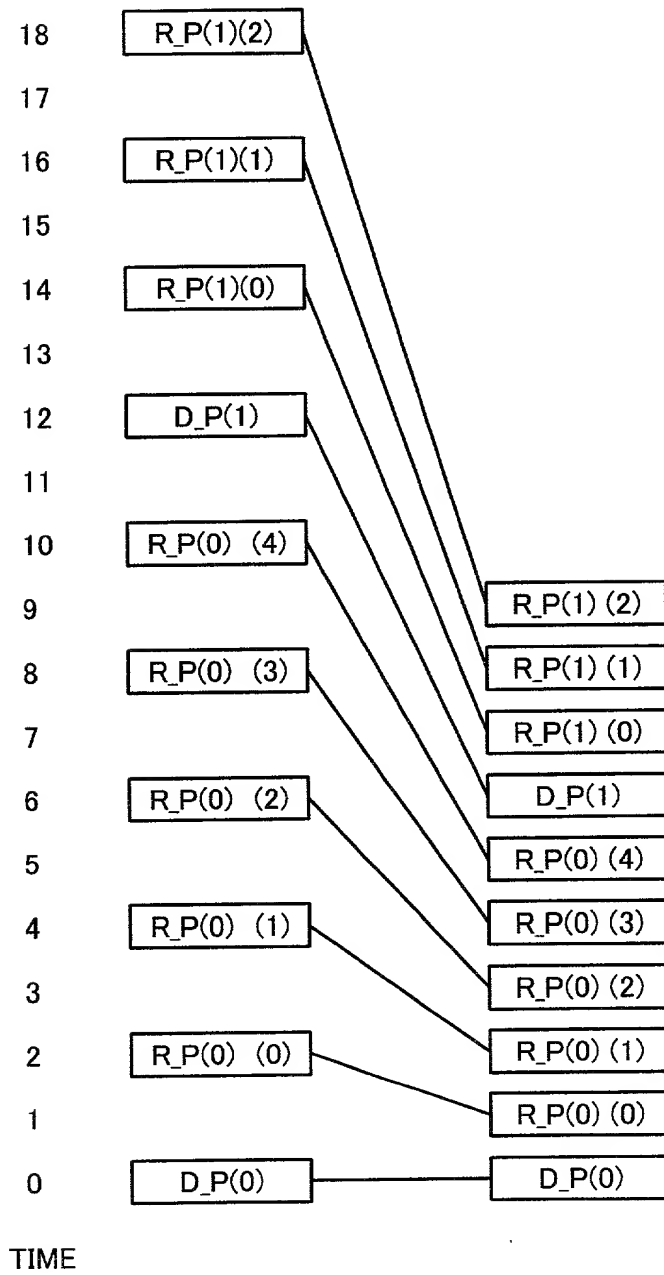 18 R_P(1)(2)
17
16 R_P(1)(1)
15
14 R_P(1)(0)
13
12 D_P(1)
11
10 R_P(0) (4)
9 R_P(1) (2)
8 R_P(0) (3) R_P(1) (1)
7 R_P(1) (0)
6 R_P(0) (2) D_P(1)
5 R_P(0) (4)
4 R_P(0) (1) R_P(0) (3)
3 R_P(0) (2)
2 R_P(0) (0) R_P(0) (1)
1 R_P(0) (0)
0 D_P(0) D_P(0)
TIME